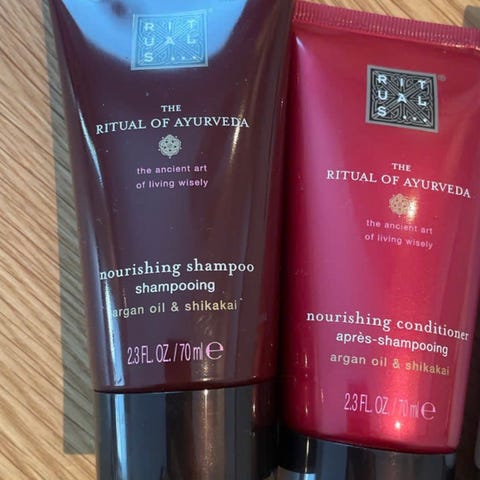 RIT
UAL
S...
THE
RITUAL OF AYURVEDA
the ancient art
of living wisely
nourishing shampoo
shampooing
argan oil & shikakai
2.3 FL. OZ. / 70 ml e
RIT
UAL
S...
®
THE
RITUAL OF AYURVEDA
the ancient art
of living wisely
nourishing conditioner
après-shampooing
argan oil & shikakai
2.3 FL. OZ. / 70 ml e